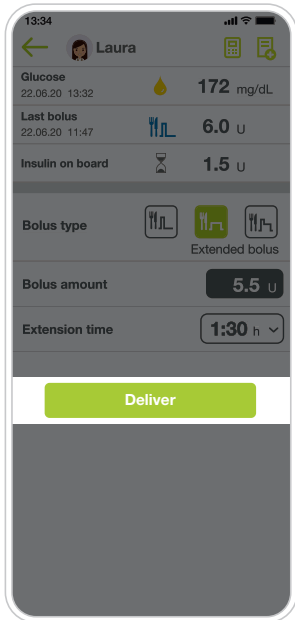 13:34
Laura
Glucose
22.06.20 13:32
172 mg/dL
Last bolus
22.06.20 11:47
6.0 U
Insulin on board
1.5 U
Bolus type
Extended bolus
Bolus amount
5.5 U
Extension time
1:30 h
Deliver